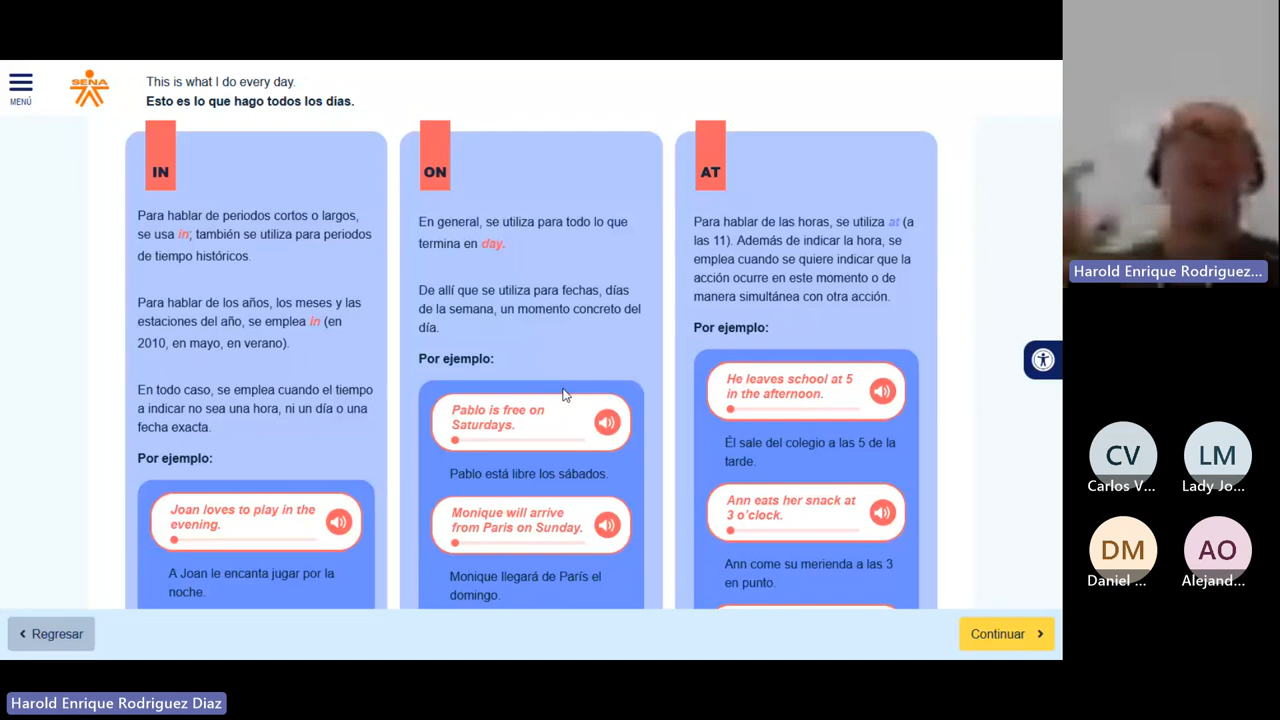 MENÚ
SENA
This is what I do every day.
Esto es lo que hago todos los dias.
IN
Para hablar de periodos cortos o largos,
se usa in; también se utiliza para periodos
de tiempo históricos.
Para hablar de los años, los meses y las
estaciones del año, se emplea in (en
2010, en mayo, en verano).
En todo caso, se emplea cuando el tiempo
a indicar no sea una hora, ni un día o una
fecha exacta.
Por ejemplo:
Joan loves to play in the
evening.
A Joan le encanta jugar por la
noche.
ON
En general, se utiliza para todo lo que
termina en day.
De allí que se utiliza para fechas, días
de la semana, un momento concreto del
día.
Por ejemplo:
Pablo is free on
Saturdays.
Pablo está libre los sábados.
Monique will arrive
from Paris on Sunday.
Monique llegará de París el
domingo.
AT
Para hablar de las horas, se utiliza at (a
las 11). Además de indicar la hora, se
emplea cuando se quiere indicar que la
acción ocurre en este momento o de
manera simultánea con otra acción.
Por ejemplo:
He leaves school at 5
in the afternoon.
Él sale del colegio a las 5 de la
tarde.
Ann eats her snack at
3 o'clock.
Ann come su merienda a las 3
en punto.
Regresar
Continuar
Harold Enrique Rodriguez...
CV
Carlos V...
LM
Lady Jo...
DM
Daniel ...
AO
Alejand...
Harold Enrique Rodriguez Diaz